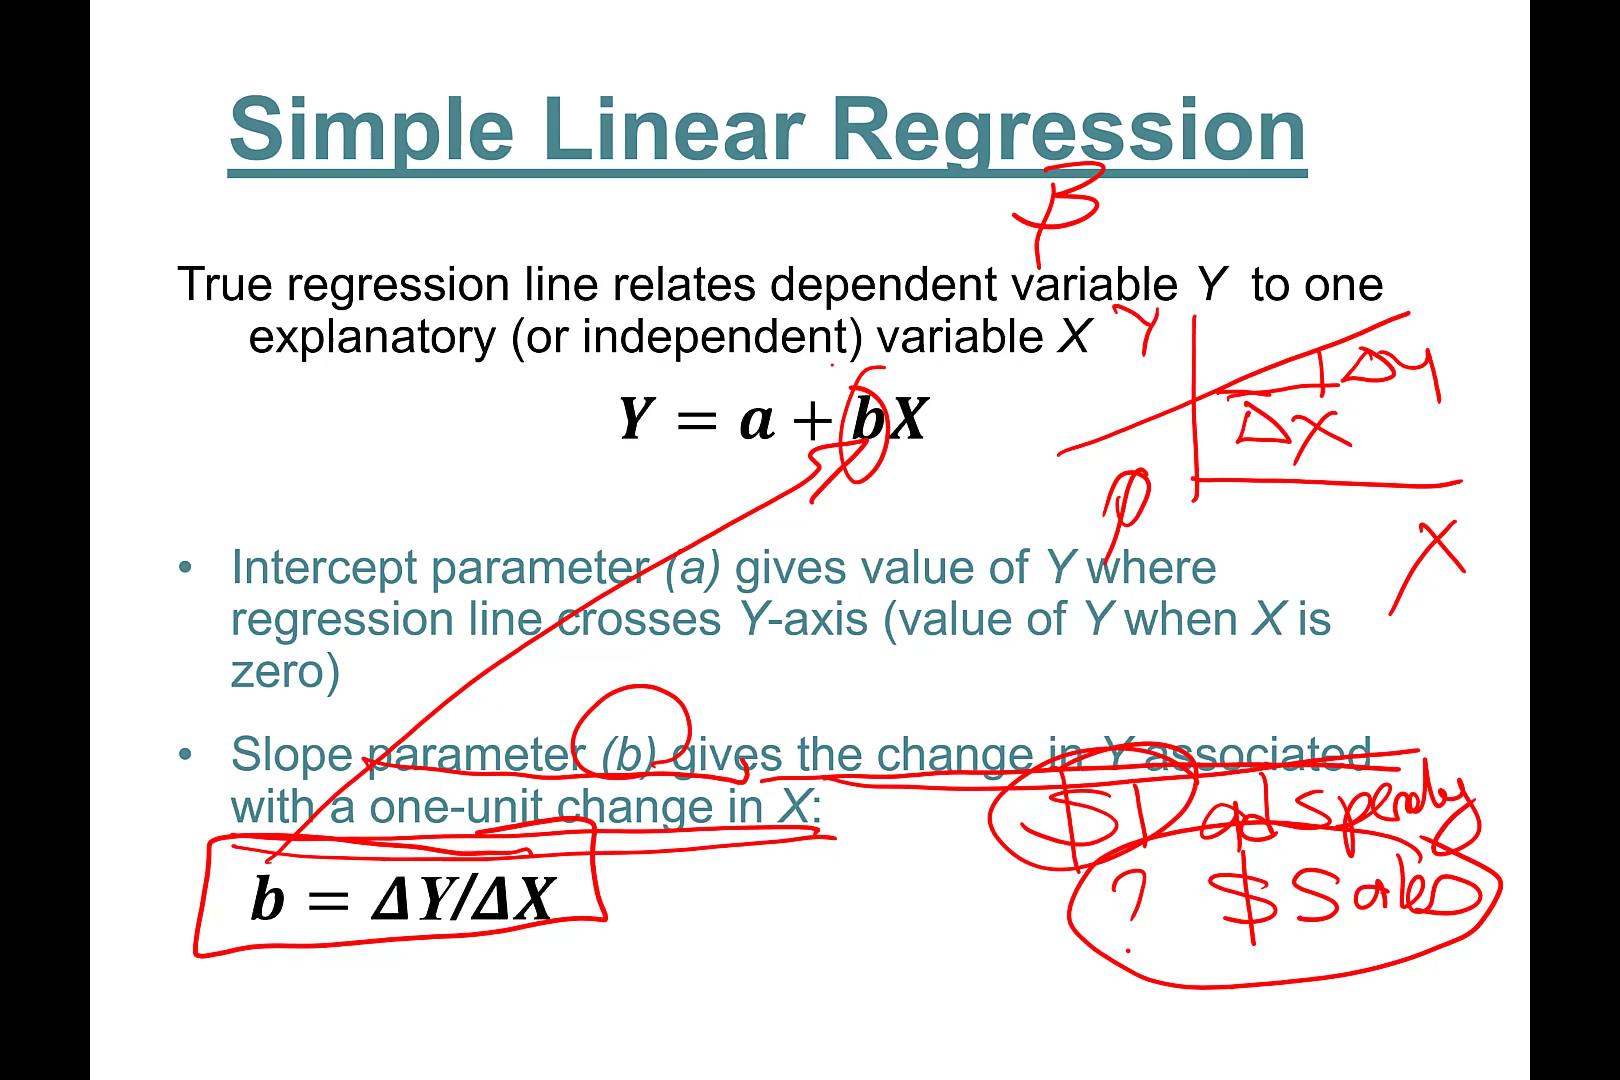 Simple Linear Regression
β
True regression line relates dependent variable Y to one
explanatory (or independent) variable X
Y
ΔY
ΔX
X
Y = a + bX
• Intercept parameter (a) gives value of Y where
regression line crosses Y-axis (value of Y when X is
zero)
• Slope parameter (b) gives the change in Y associated
with a one-unit change in X:
$1 ad spending
? $ Sales
b = ΔY/ΔX